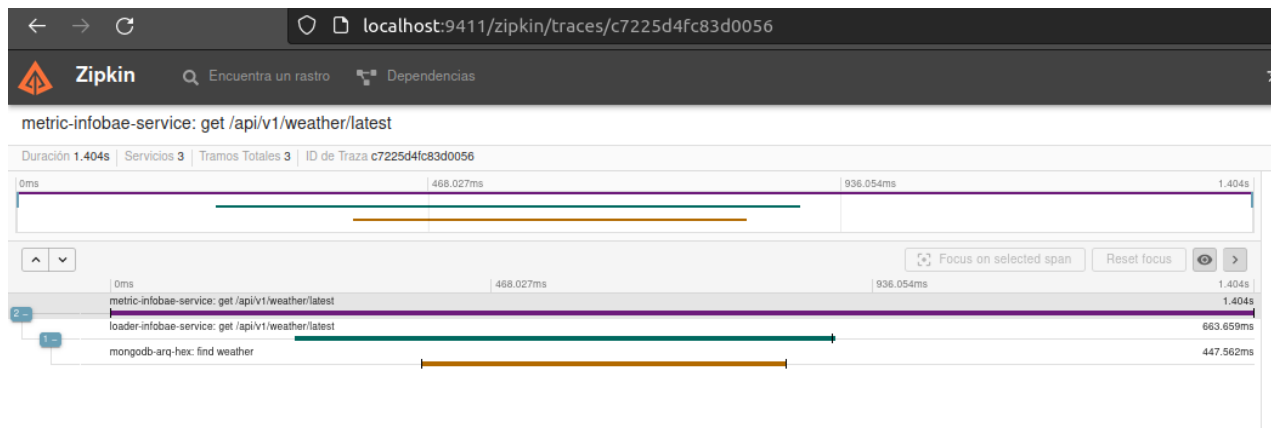 localhost:9411/zipkin/traces/c7225d4fc83d0056
Zipkin Encuentra un rastro Dependencias
metric-infobae-service: get /api/v1/weather/latest
Duración 1.404s Servicios 3 Tramos Totales 3 ID de Traza c7225d4fc83d0056
0ms 468.027ms 936.054ms 1.404s
Focus on selected span Reset focus
0ms 468.027ms 936.054ms 1.404s
metric-infobae-service: get /api/v1/weather/latest 1.404s
2 –
loader-infobae-service: get /api/v1/weather/latest 663.659ms
1 –
mongodb-arq-hex: find weather 447.562ms